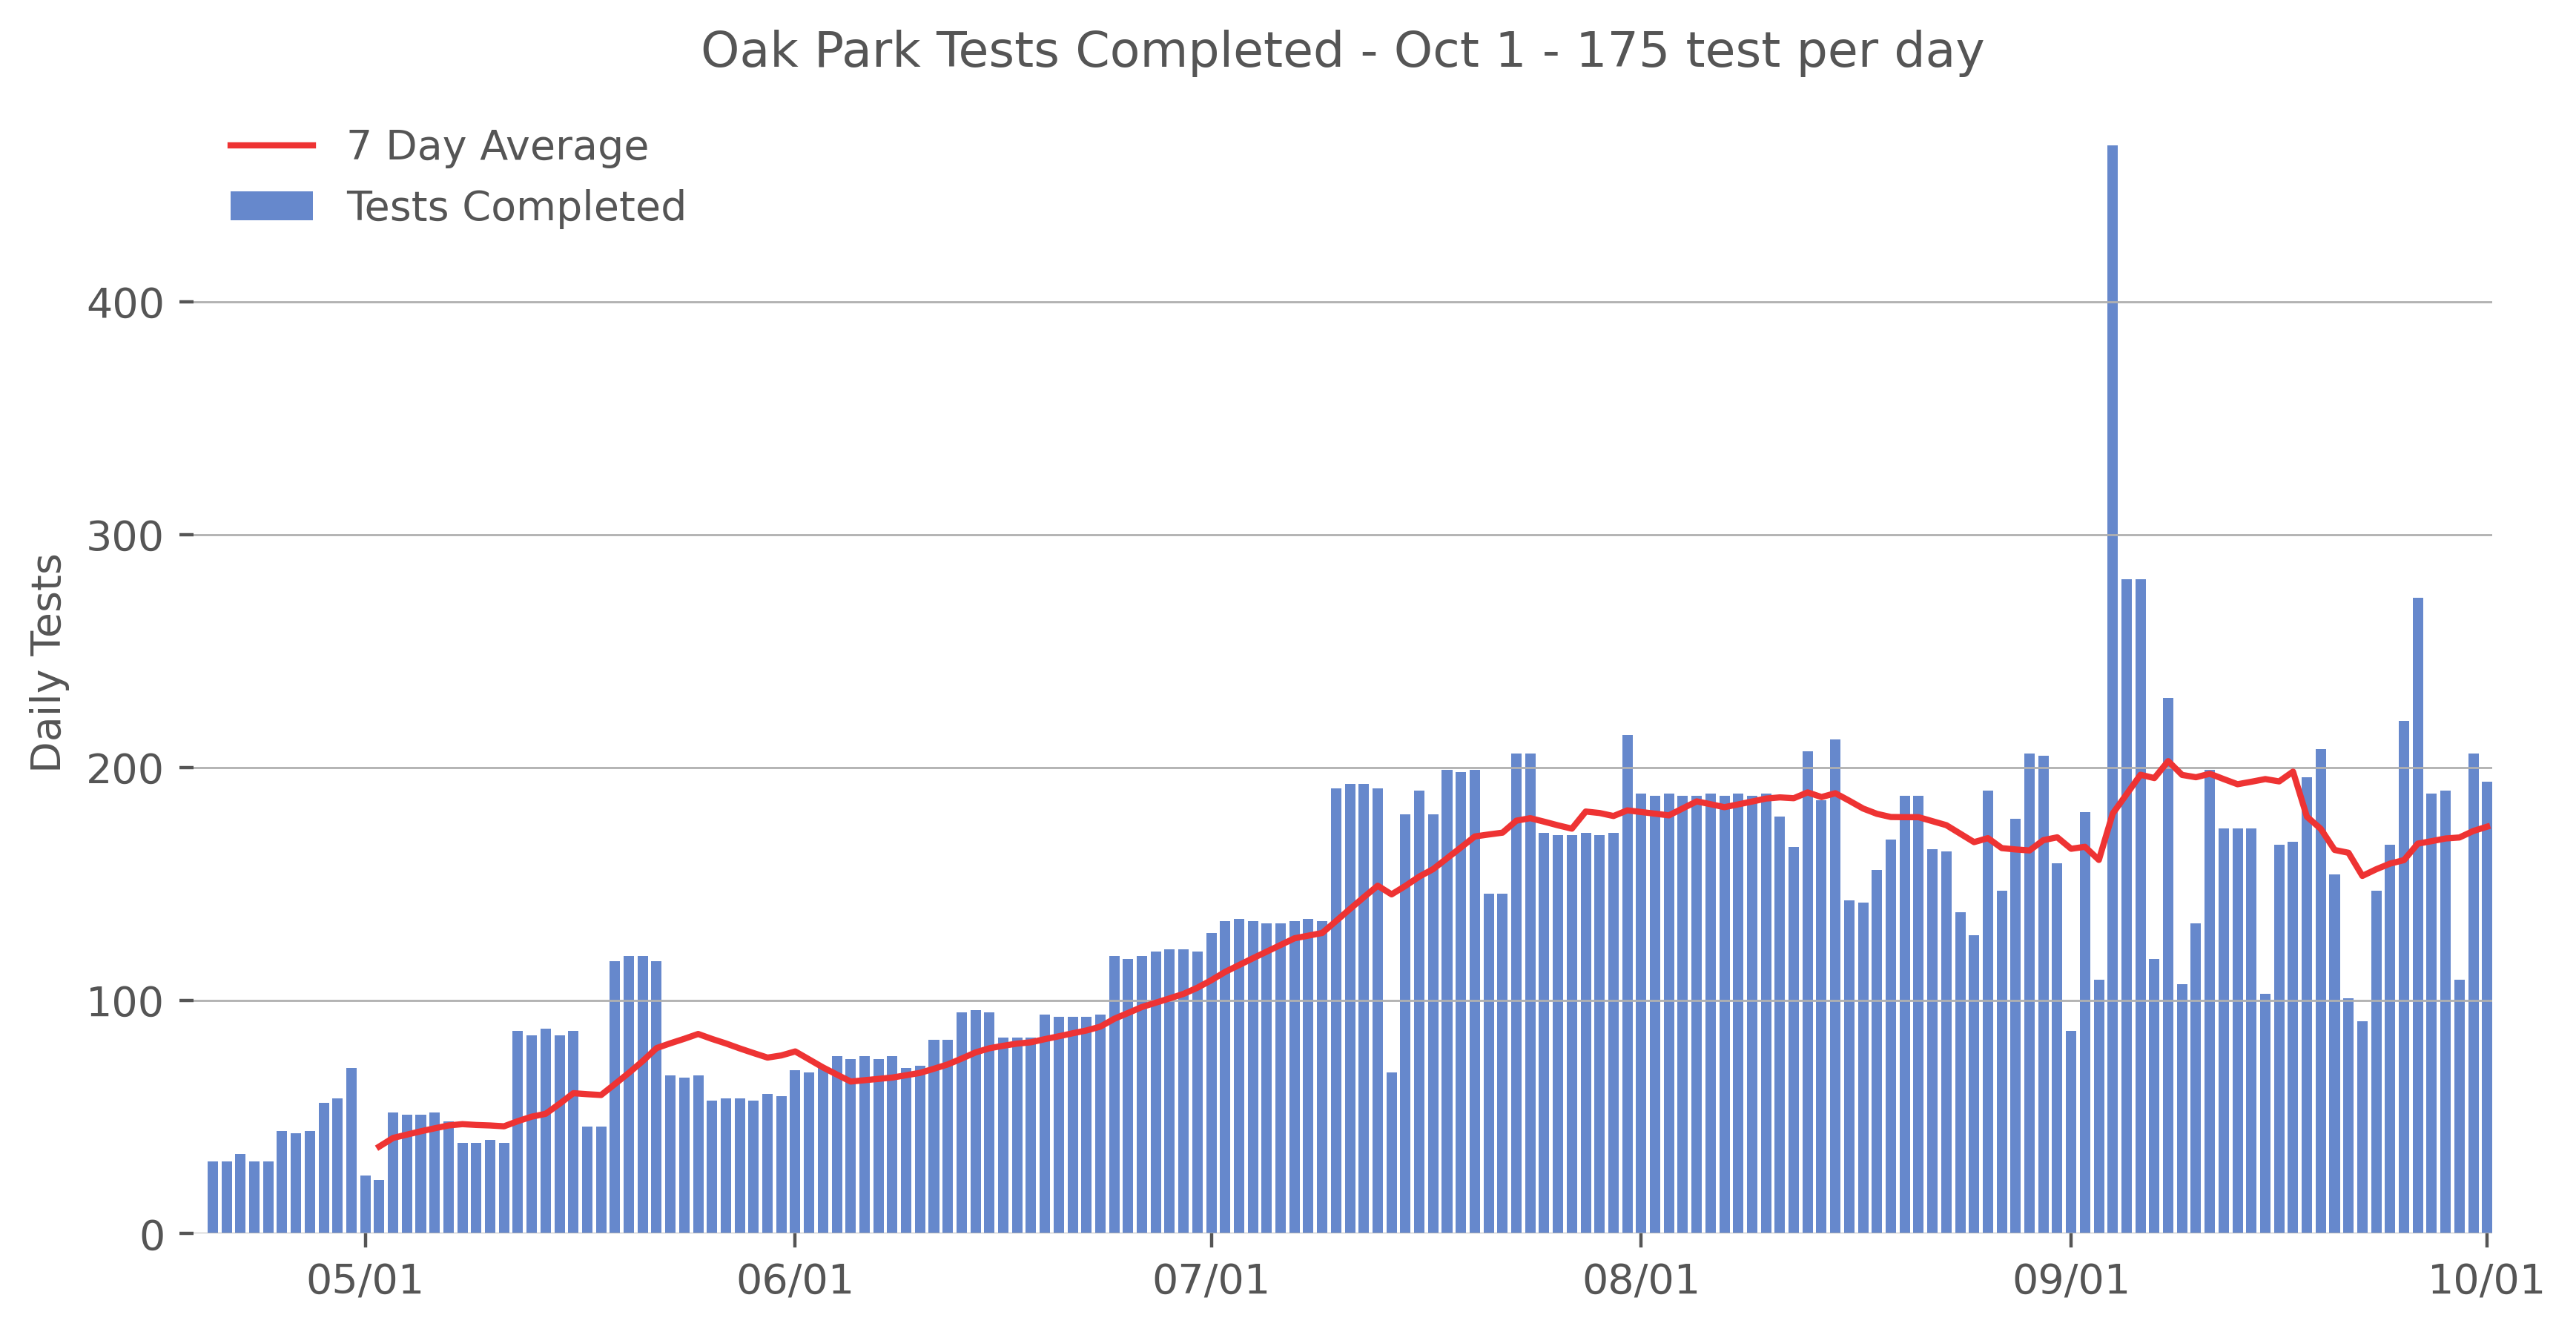 Oak Park Tests Completed - Oct 1 - 175 test per day
7 Day Average
Tests Completed
Daily Tests
400
300
200
100
0
05/01
06/01
07/01
08/01
09/01
10/01